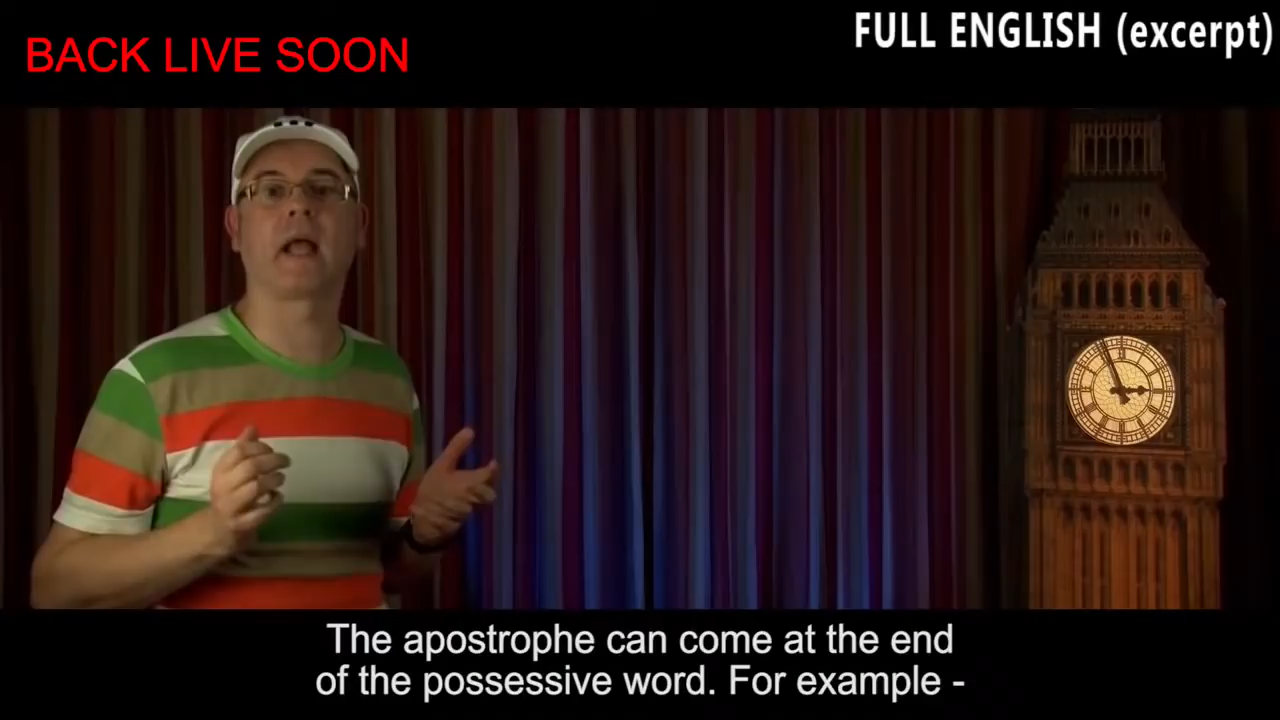 BACK LIVE SOON
FULL ENGLISH (excerpt)
The apostrophe can come at the end
of the possessive word. For example -